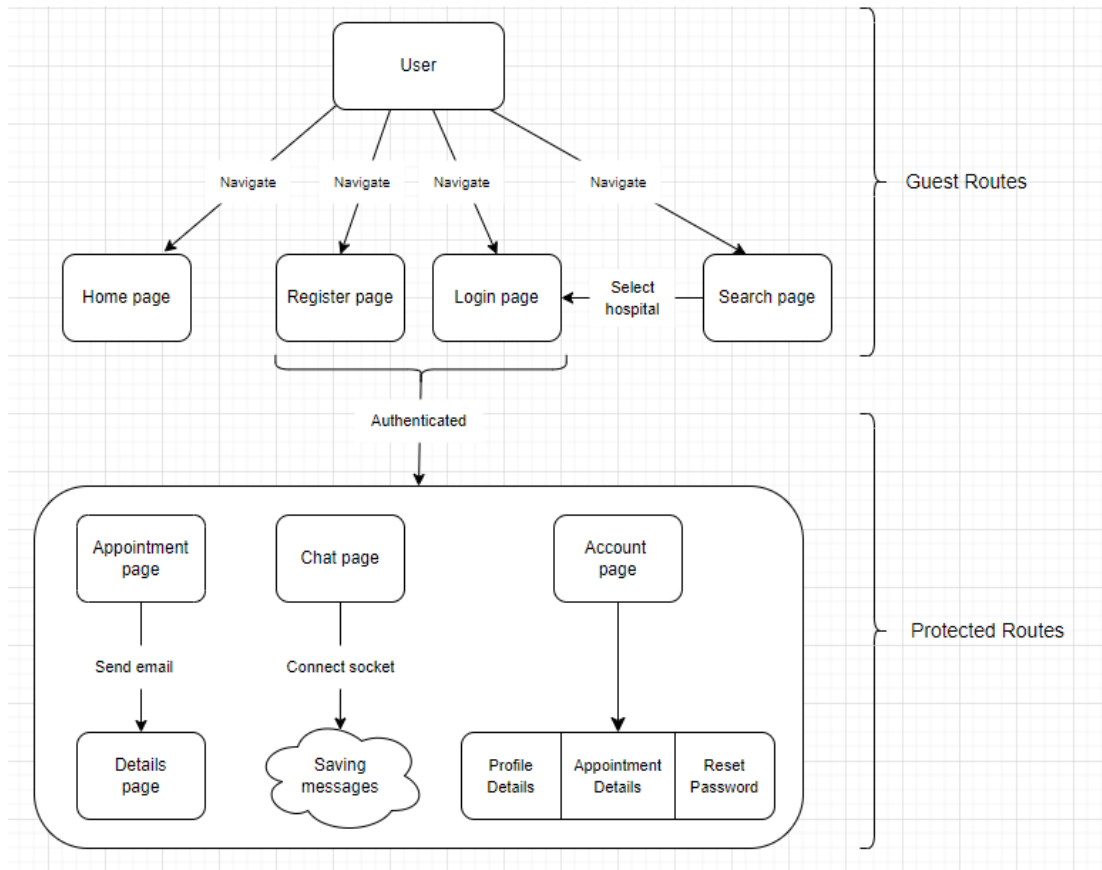 User
Navigate
Navigate
Navigate
Navigate
Guest Routes
Home page
Register page
Login page
Select
hospital
Search page
Authenticated
Appointment
page
Chat page
Account
page
Protected Routes
Send email
Connect socket
Details
page
Saving
messages
Profile
Details
Appointment
Details
Reset
Password